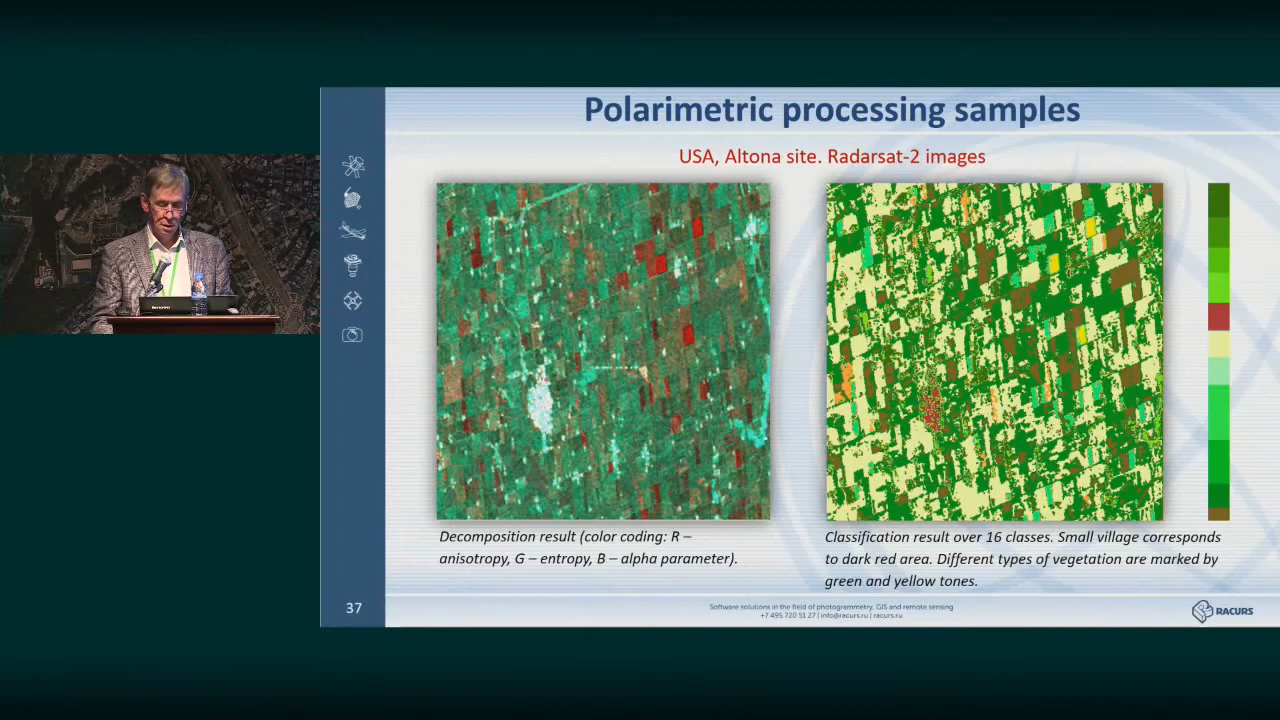 Polarimetric processing samples
USA, Altona site. Radarsat-2 images
Decomposition result (color coding: R –
anisotropy, G – entropy, B – alpha parameter).
Classification result over 16 classes. Small village corresponds
to dark red area. Different types of vegetation are marked by
green and yellow tones.
37
Software solutions in the field of photogrammetry, GIS and remote sensing
+7 495 720 51 27 | info@racurs.ru | racurs.ru
RACURS